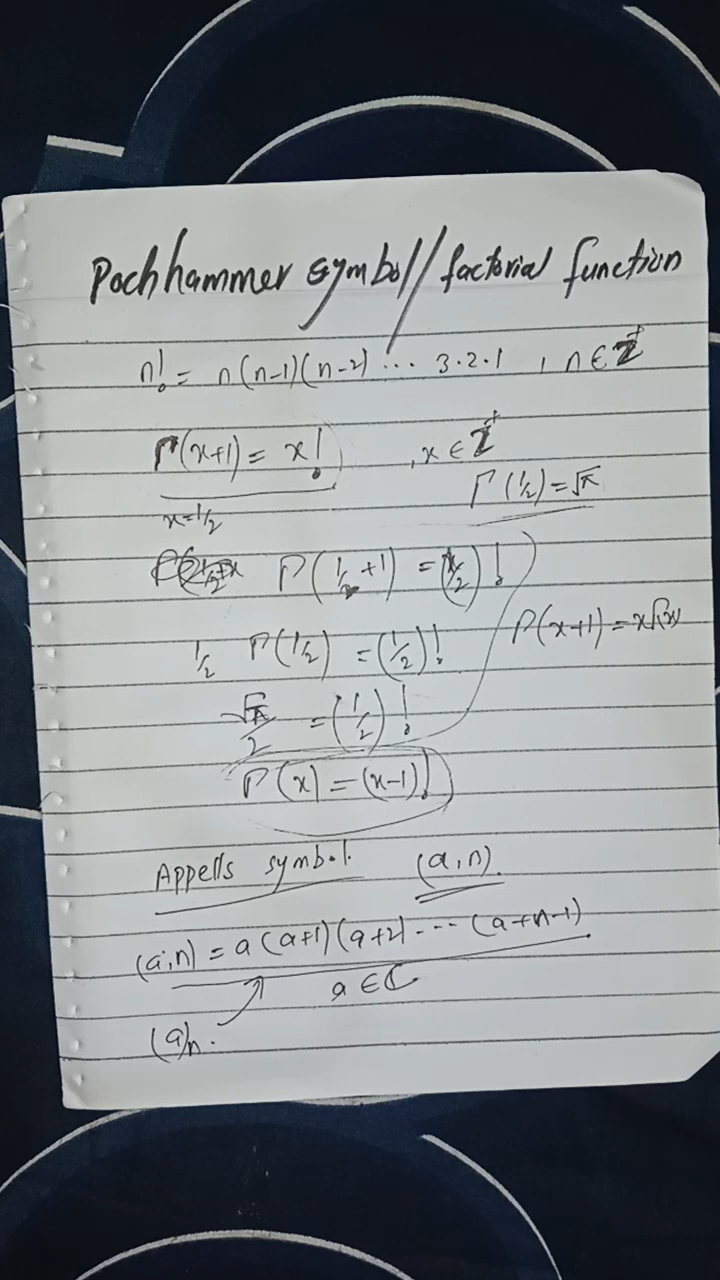 Pochhammer symbol/factorial function
n! = n(n-1)(n-2) ... 3·2·1 , n ∈ Z⁺
Γ(x+1) = x! , x ∈ Z⁺
x=1/2
Γ(1/2) = √π
Γ(1/2 +1) = (1/2)!
1/2 Γ(1/2) = (1/2)!
Γ(x+1) = xΓ(x)
√π/2 = (1/2)!
Γ(x) = (x-1)!
Appells symbol. (a,n).
(a,n) = a(a+1)(a+2) ---- (a+n-1).
a ∈ ℂ
(a)n.